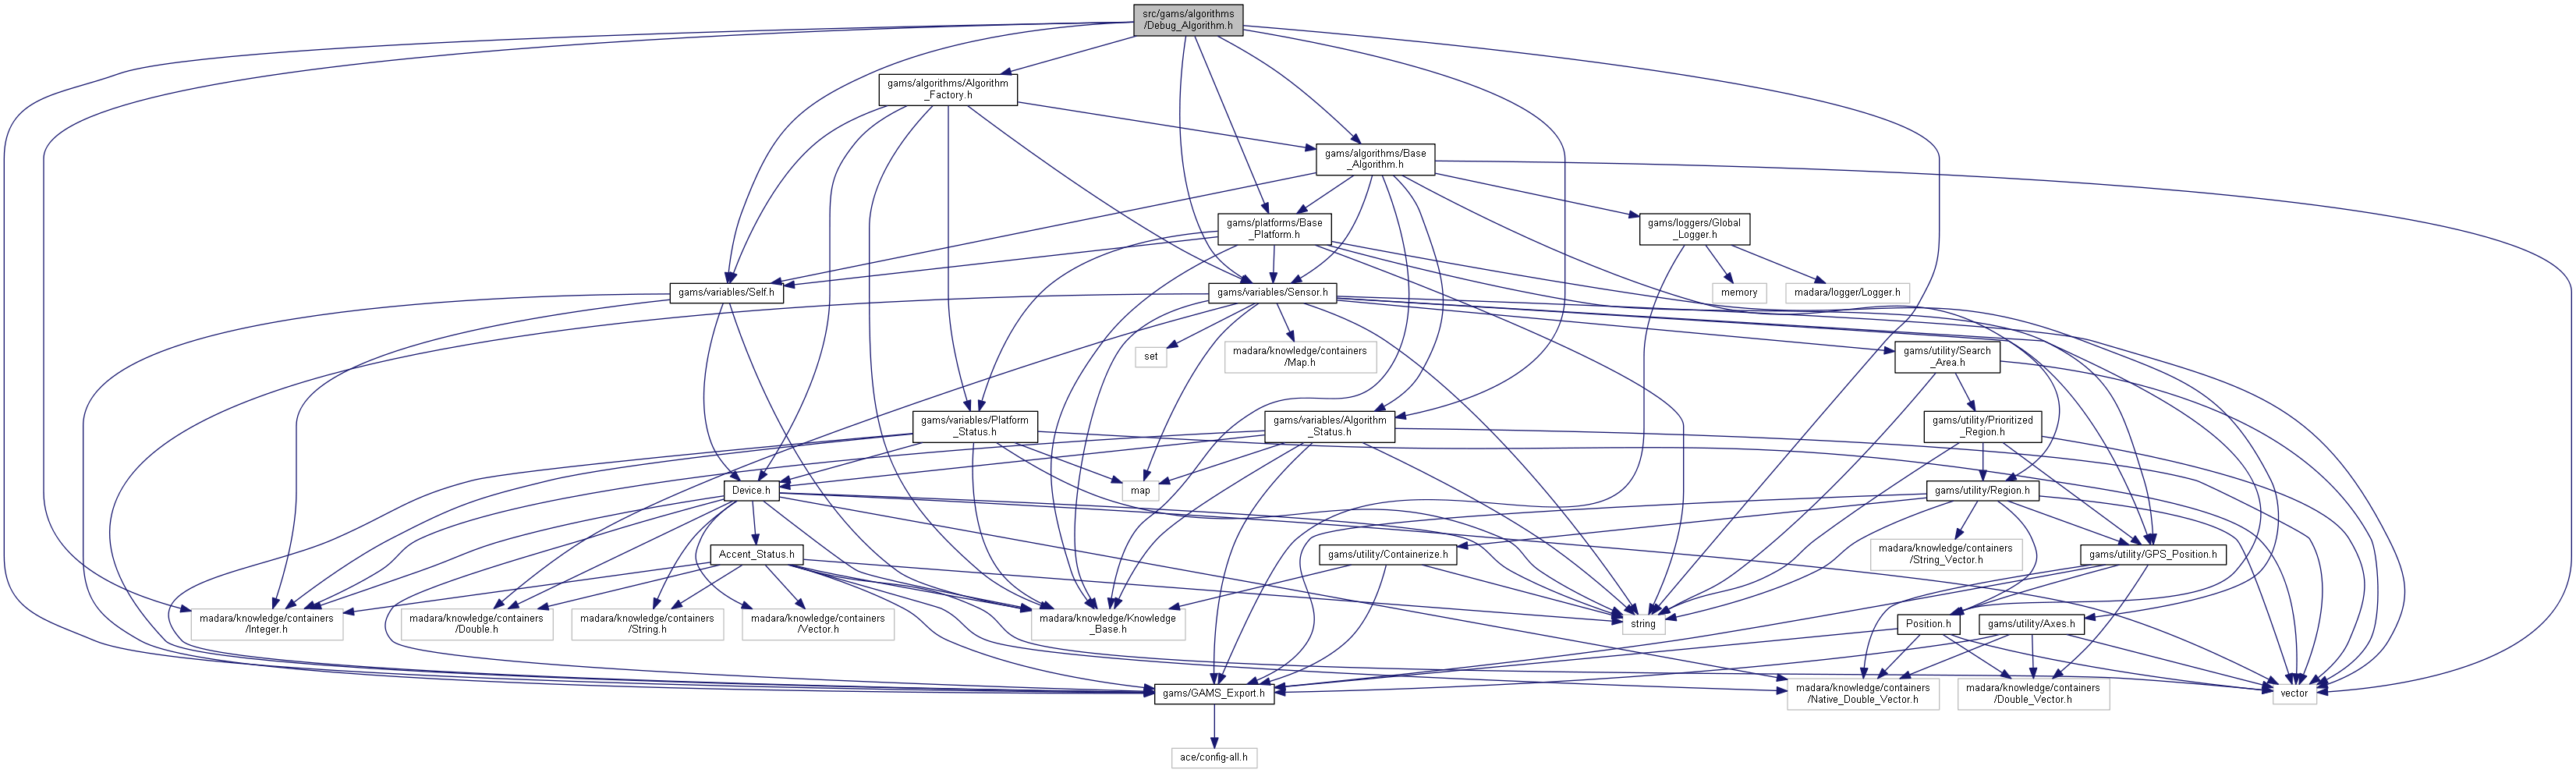 src/gams/algorithms
/Debug_Algorithm.h
gams/algorithms/Algorithm
_Factory.h
gams/algorithms/Base
_Algorithm.h
gams/platforms/Base
_Platform.h
gams/loggers/Global
_Logger.h
gams/variables/Self.h
gams/variables/Sensor.h
memory
madara/logger/Logger.h
set
madara/knowledge/containers
/Map.h
gams/utility/Search
_Area.h
gams/variables/Platform
_Status.h
gams/variables/Algorithm
_Status.h
gams/utility/Prioritized
_Region.h
Device.h
map
gams/utility/Region.h
Accent_Status.h
gams/utility/Containerize.h
madara/knowledge/containers
/String_Vector.h
gams/utility/GPS_Position.h
madara/knowledge/containers
/Integer.h
madara/knowledge/containers
/Double.h
madara/knowledge/containers
/String.h
madara/knowledge/containers
/Vector.h
madara/knowledge/Knowledge
_Base.h
string
Position.h
gams/utility/Axes.h
gams/GAMS_Export.h
madara/knowledge/containers
/Native_Double_Vector.h
madara/knowledge/containers
/Double_Vector.h
vector
ace/config-all.h